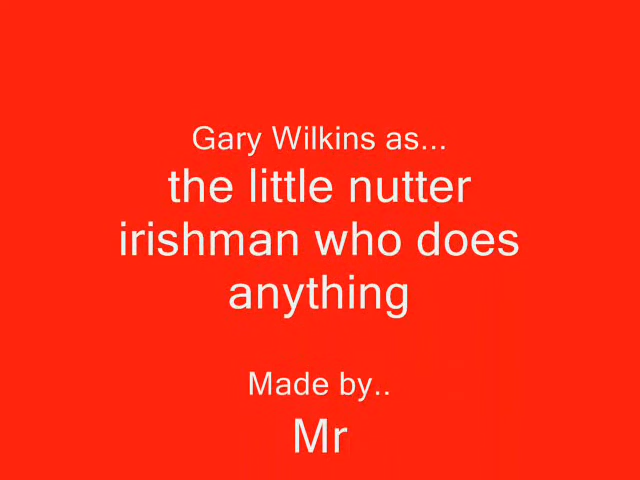 Gary Wilkins as...
the little nutter
irishman who does
anything
Made by..
Mr